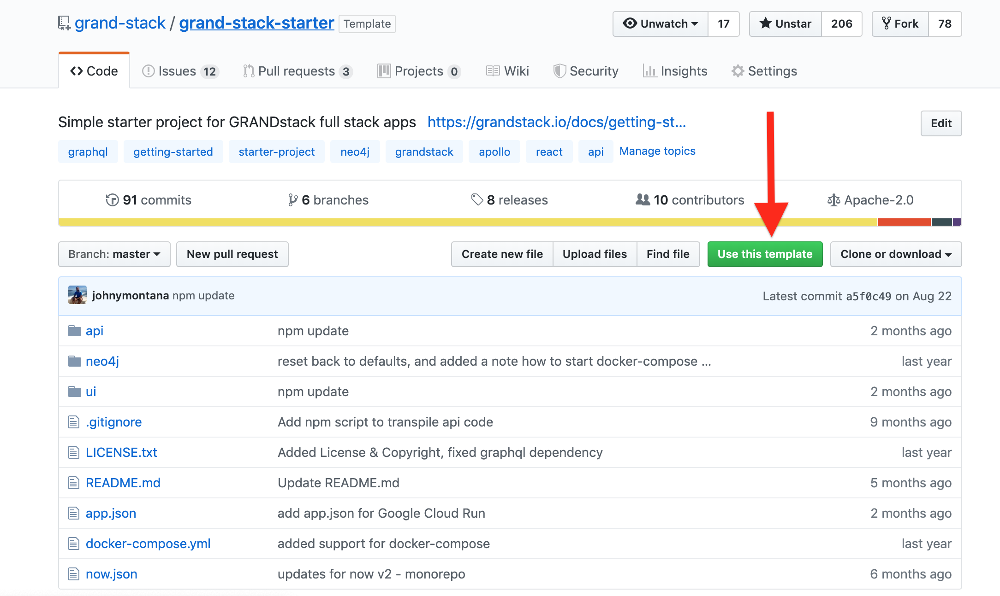 grand-stack / grand-stack-starter Template Unwatch 17 Unstar 206 Fork 78
Code Issues 12 Pull requests 3 Projects 0 Wiki Security Insights Settings
Simple starter project for GRANDstack full stack apps https://grandstack.io/docs/getting-st... Edit
graphql getting-started starter-project neo4j grandstack apollo react api Manage topics
91 commits 6 branches 8 releases 10 contributors Apache-2.0
Branch: master New pull request Create new file Upload files Find file Use this template Clone or download
johnymontana npm update Latest commit a5f0c49 on Aug 22
api npm update 2 months ago
neo4j reset back to defaults, and added a note how to start docker-compose ... last year
ui npm update 2 months ago
.gitignore Add npm script to transpile api code 9 months ago
LICENSE.txt Added License & Copyright, fixed graphql dependency last year
README.md Update README.md 5 months ago
app.json add app.json for Google Cloud Run 2 months ago
docker-compose.yml added support for docker-compose last year
now.json updates for now v2 - monorepo 6 months ago